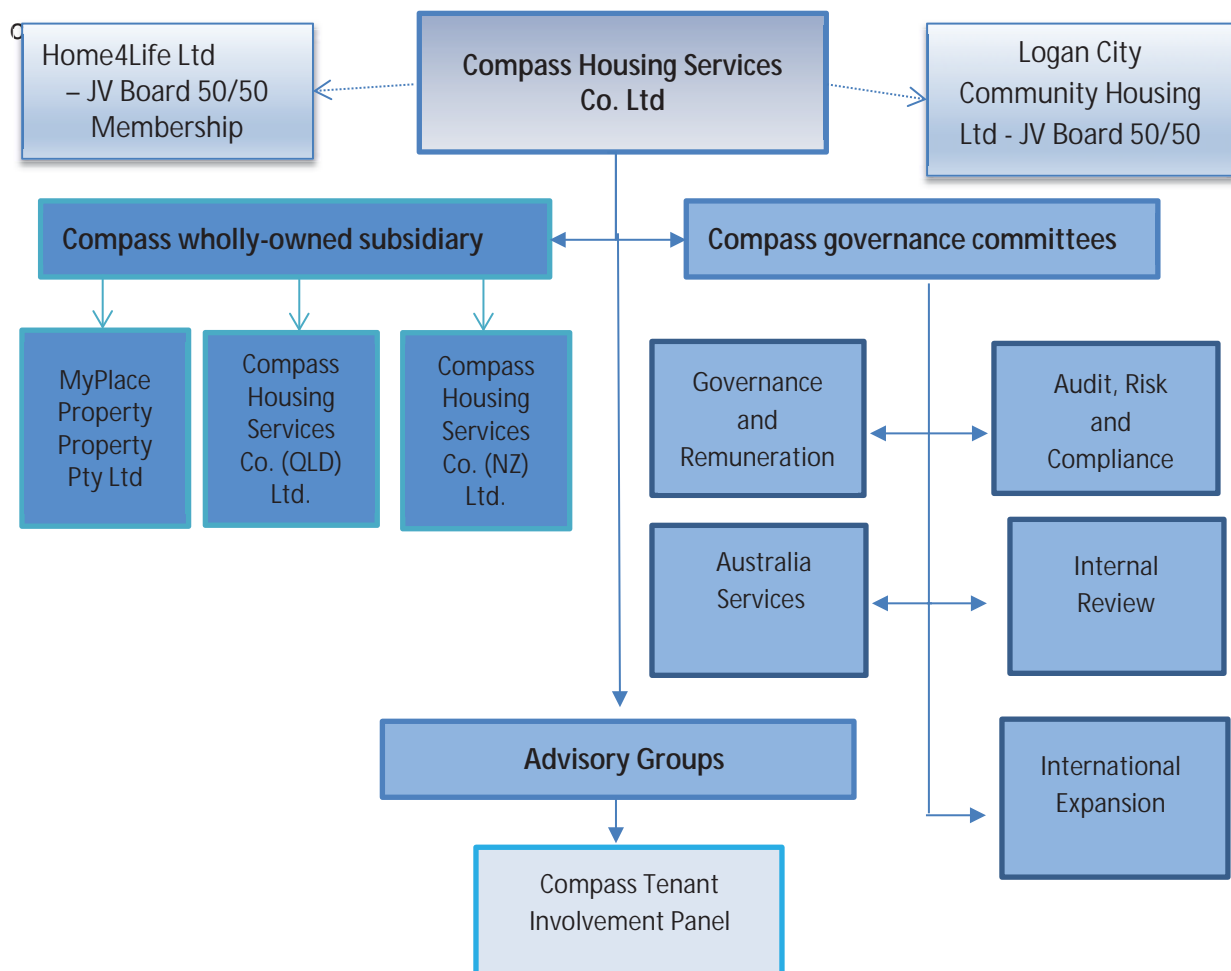 Home4Life Ltd
– JV Board 50/50
Membership
Compass Housing Services
Co. Ltd
Logan City
Community Housing
Ltd - JV Board 50/50
Compass wholly-owned subsidiary
Compass governance committees
MyPlace
Property
Property
Pty Ltd
Compass
Housing
Services
Co. (QLD)
Ltd.
Compass
Housing
Services
Co. (NZ)
Ltd.
Governance
and
Remuneration
Audit, Risk
and
Compliance
Australia
Services
Internal
Review
Advisory Groups
International
Expansion
Compass Tenant
Involvement Panel